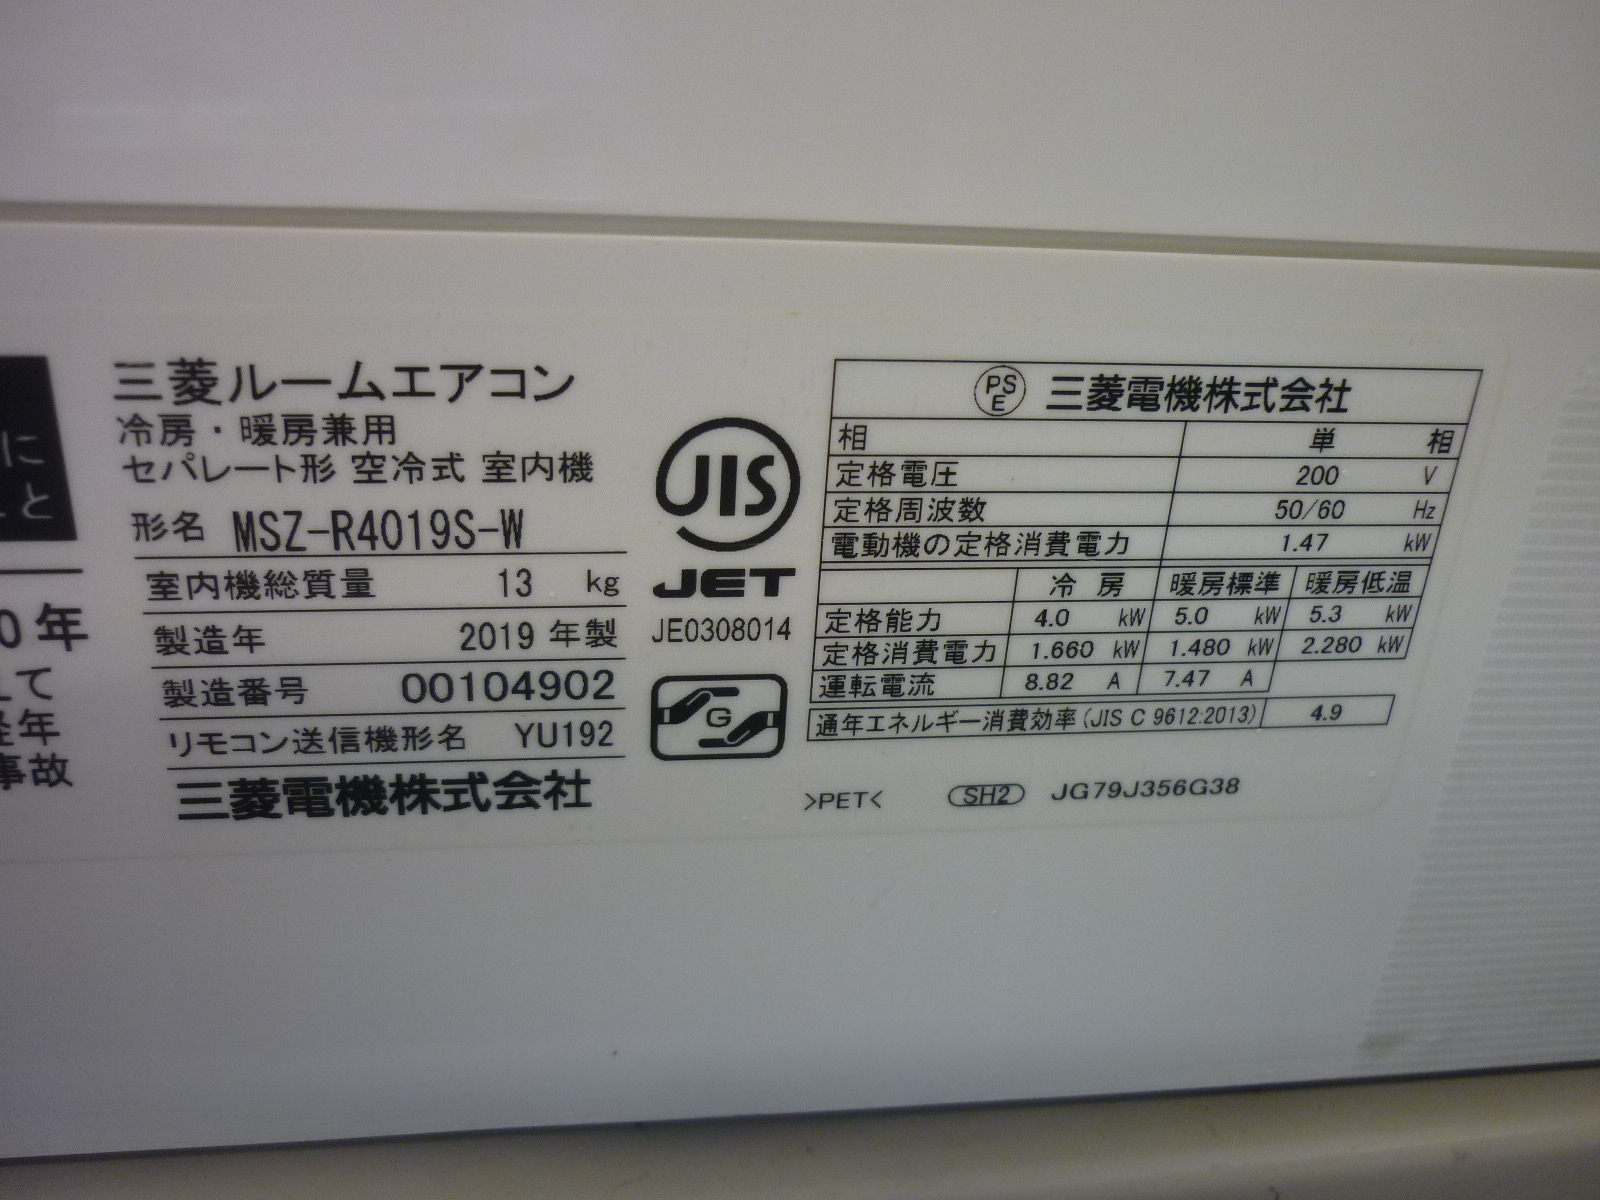 に
こと
0年
えて
経年
事故
三菱ルームエアコン
冷房・暖房兼用
セパレート形 空冷式 室内機
形名 MSZ-R4019S-W
室内機総質量 13 kg
製造年 2019 年製
製造番号 00104902
リモコン送信機形名 YU192
三菱電機株式会社
JIS
JET
JE0308014
G
PS
E 三菱電機株式会社
相 単 相
定格電圧 200 V
定格周波数 50/60 Hz
電動機の定格消費電力 1.47 kW
冷 房 暖房標準 暖房低温
定格能力 4.0 kW 5.0 kW 5.3 kW
定格消費電力 1.660 kW 1.480 kW 2.280 kW
運転電流 8.82 A 7.47 A
通年エネルギー消費効率(JIS C 9612:2013) 4.9
>PET< SH2 JG79J356G38